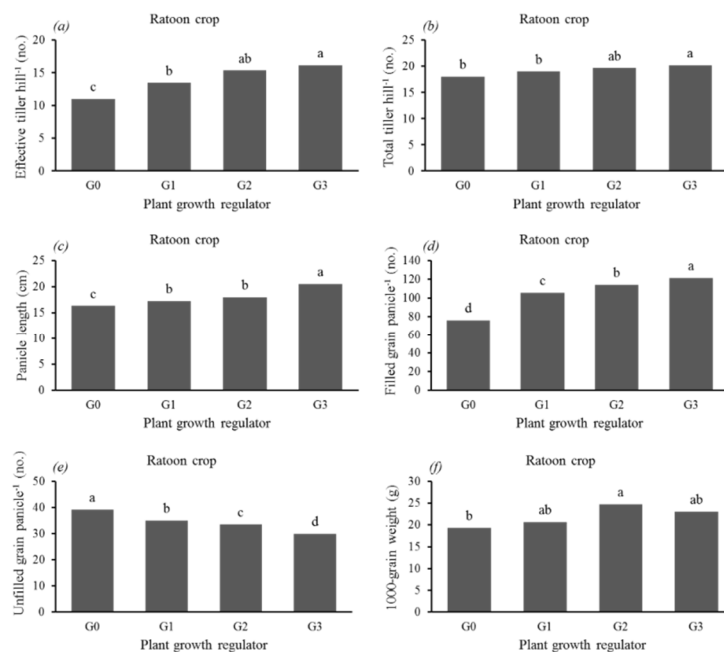 (a)
Ratoon crop
Effective tiller hill⁻¹ (no.)
20
15
10
5
0
c
b
ab
a
G0 G1 G2 G3
Plant growth regulator
(b)
Ratoon crop
Total tiller hill⁻¹ (no.)
25
20
15
10
5
0
b
b
ab
a
G0 G1 G2 G3
Plant growth regulator
(c)
Ratoon crop
Panicle length (cm)
25
20
15
10
5
0
c
b
b
a
G0 G1 G2 G3
Plant growth regulator
(d)
Ratoon crop
Filled grain panicle⁻¹ (no.)
140
120
100
80
60
40
20
0
d
c
b
a
G0 G1 G2 G3
Plant growth regulator
(e)
Ratoon crop
Unfilled grain panicle⁻¹ (no.)
50
40
30
20
10
0
a
b
c
d
G0 G1 G2 G3
Plant growth regulator
(f)
Ratoon crop
1000-grain weight (g)
30
25
20
15
10
5
0
b
ab
a
ab
G0 G1 G2 G3
Plant growth regulator